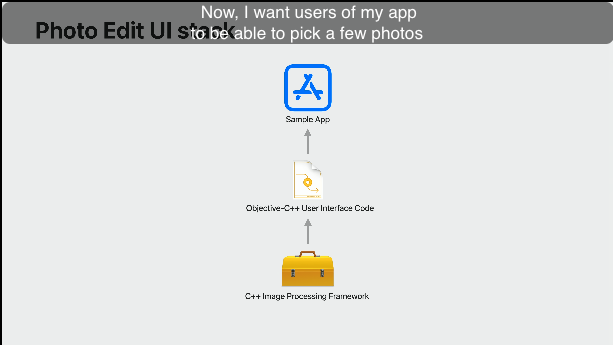 Now, I want users of my app
to be able to pick a few photos
Photo Edit UI stack
Sample App
Objective-C++ User Interface Code
C++ Image Processing Framework